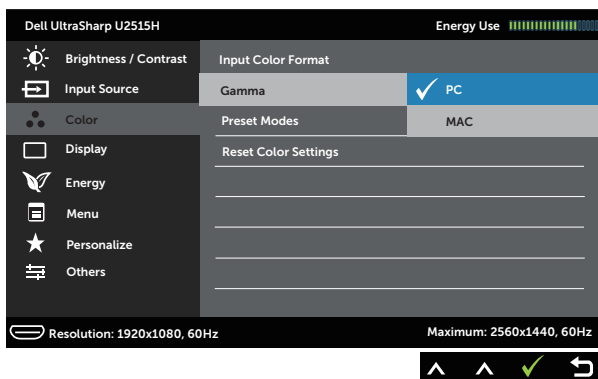 Dell UltraSharp U2515H
Energy Use
Brightness / Contrast
Input Color Format
Input Source
Gamma
PC
Color
Preset Modes
MAC
Display
Reset Color Settings
Energy
Menu
Personalize
Others
Resolution: 1920x1080, 60Hz
Maximum: 2560x1440, 60Hz